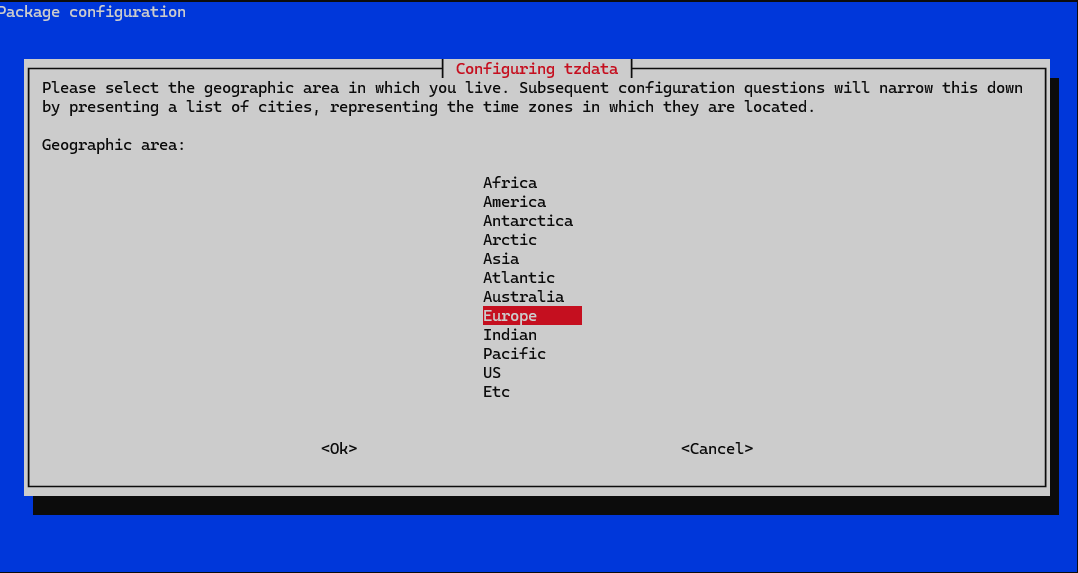 Package configuration
Configuring tzdata
Please select the geographic area in which you live. Subsequent configuration questions will narrow this down
by presenting a list of cities, representing the time zones in which they are located.
Geographic area:
Africa
America
Antarctica
Arctic
Asia
Atlantic
Australia
Europe
Indian
Pacific
US
Etc
<Ok> <Cancel>